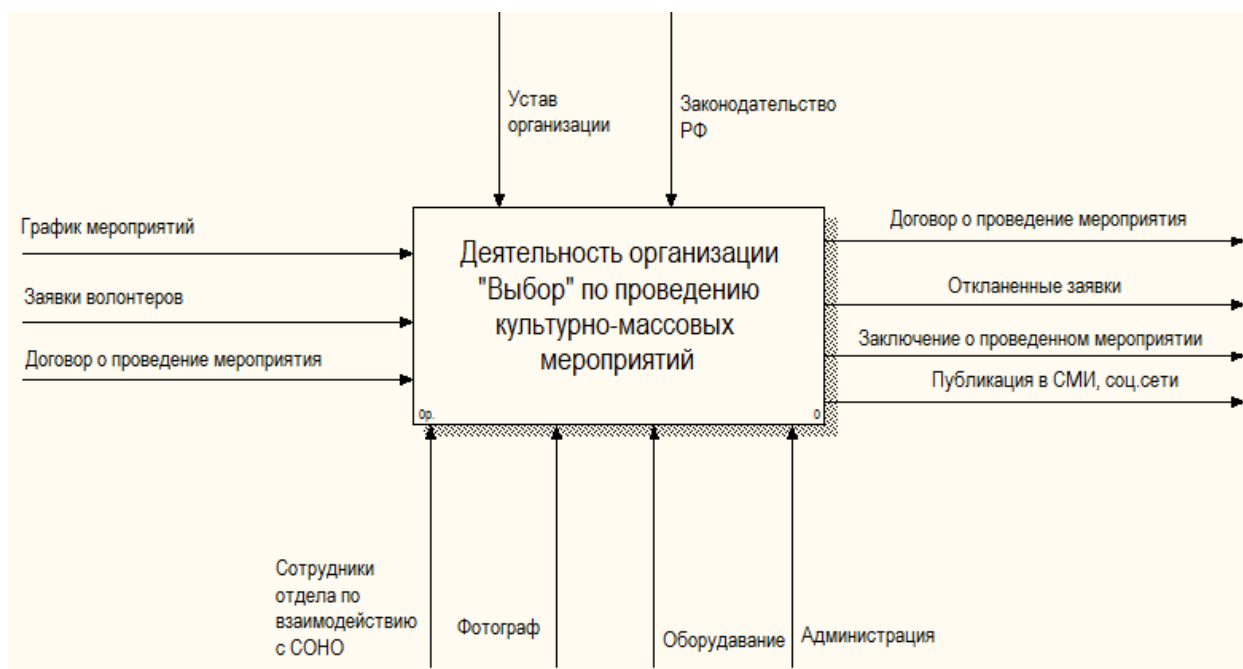 Устав
организации
Законодательство
РФ
График мероприятий
Заявки волонтеров
Договор о проведение мероприятия
Деятельность организации
"Выбор" по проведению
культурно-массовых
мероприятий
0р.
0
Договор о проведение мероприятия
Откланенные заявки
Заключение о проведенном мероприятии
Публикация в СМИ, соц.сети
Сотрудники
отдела по
взаимодействию
с СОНО
Фотограф
Оборудавание
Администрация